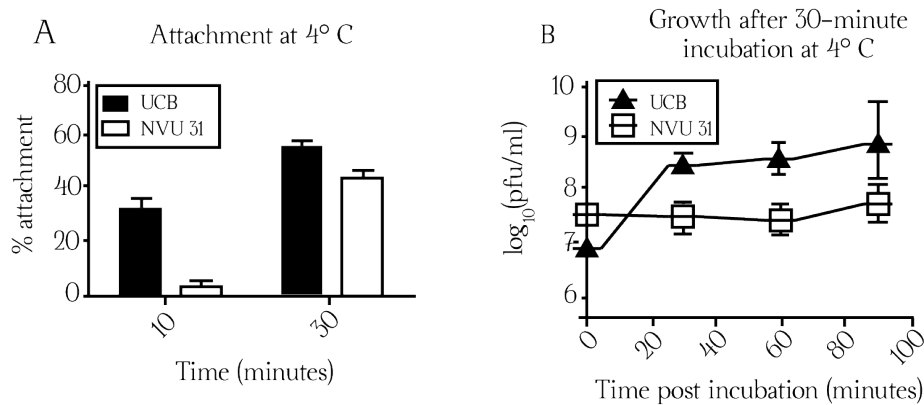 A
Attachment at 4° C
80
60
40
20
0
% attachment
UCB
NVU 31
10
30
Time (minutes)
B
Growth after 30-minute
incubation at 4° C
10
9
8
7
6
log10(pfu/ml)
UCB
NVU 31
0
20
40
60
80
100
Time post incubation (minutes)